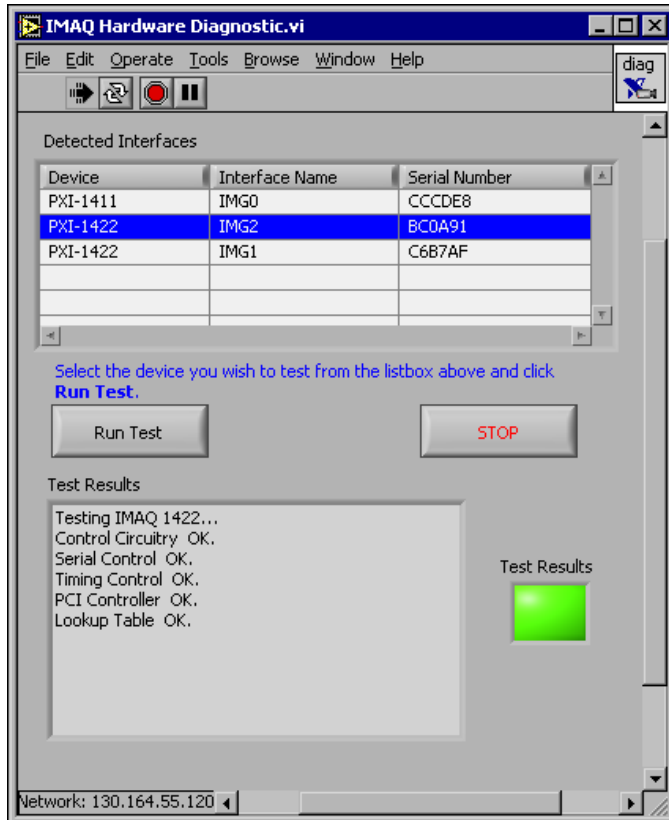 IMAQ Hardware Diagnostic.vi
File Edit Operate Tools Browse Window Help
diag
Detected Interfaces
Device Interface Name Serial Number
PXI-1411 IMG0 CCCDE8
PXI-1422 IMG2 BC0A91
PXI-1422 IMG1 C6B7AF
Select the device you wish to test from the listbox above and click
Run Test.
Run Test STOP
Test Results
Testing IMAQ 1422...
Control Circuitry OK.
Serial Control OK.
Timing Control OK.
PCI Controller OK.
Lookup Table OK.
Test Results
Network: 130.164.55.120